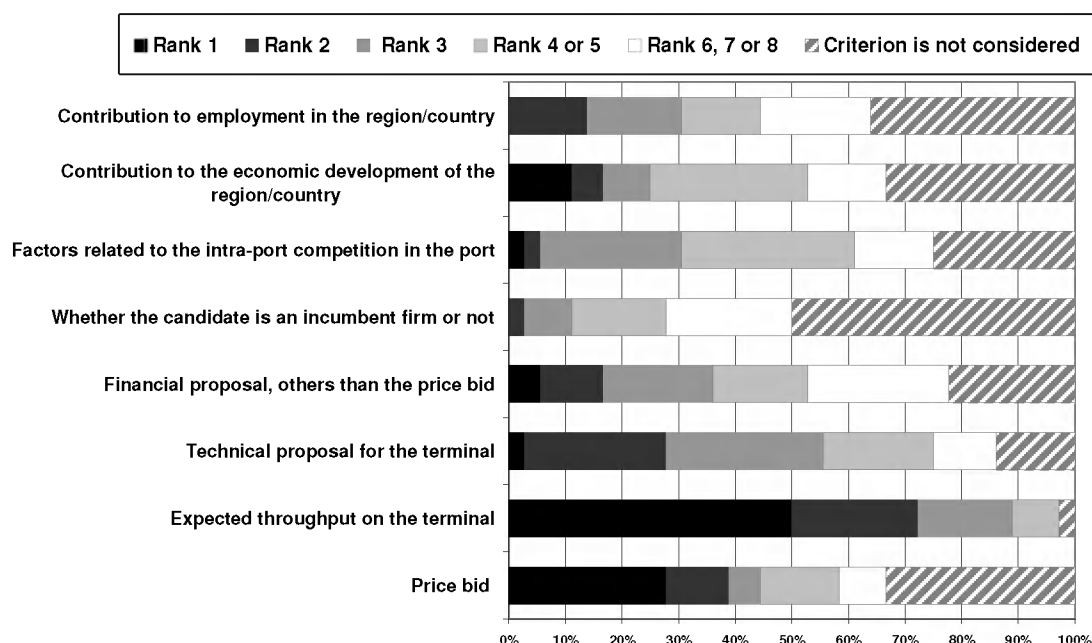 Rank 1 Rank 2 Rank 3 Rank 4 or 5 Rank 6, 7 or 8 Criterion is not considered
Contribution to employment in the region/country
Contribution to the economic development of the
region/country
Factors related to the intra-port competition in the port
Whether the candidate is an incumbent firm or not
Financial proposal, others than the price bid
Technical proposal for the terminal
Expected throughput on the terminal
Price bid
0% 10% 20% 30% 40% 50% 60% 70% 80% 90% 100%